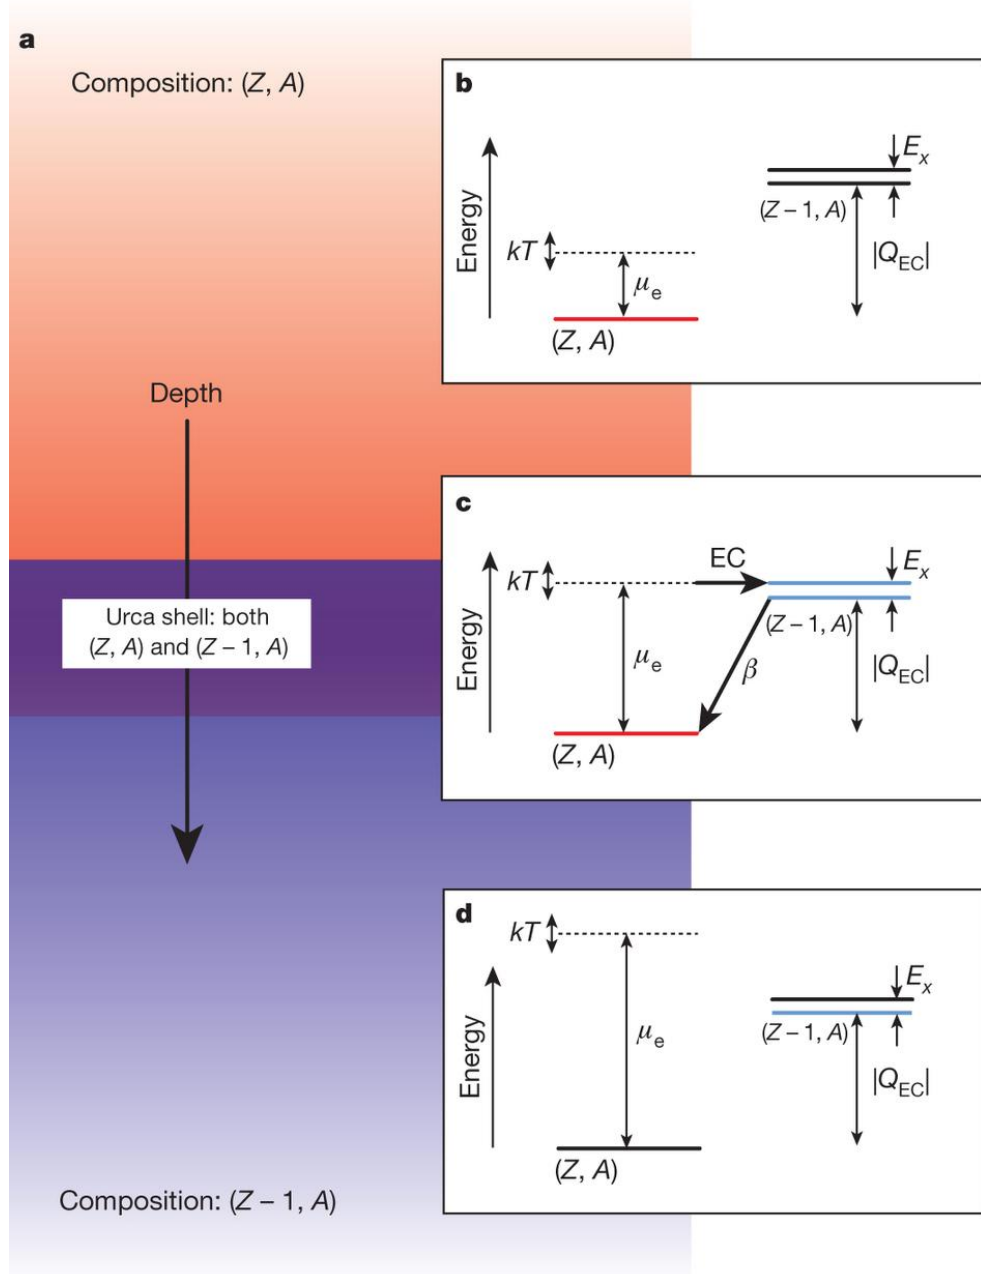 a
Composition: (Z, A)
Depth
Urca shell: both
(Z, A) and (Z − 1, A)
Composition: (Z − 1, A)
b
Energy
kT
μe
(Z, A)
Ex
(Z − 1, A)
|QEC|
c
Energy
kT
μe
(Z, A)
EC
β
Ex
(Z − 1, A)
|QEC|
d
Energy
kT
μe
(Z, A)
Ex
(Z − 1, A)
|QEC|